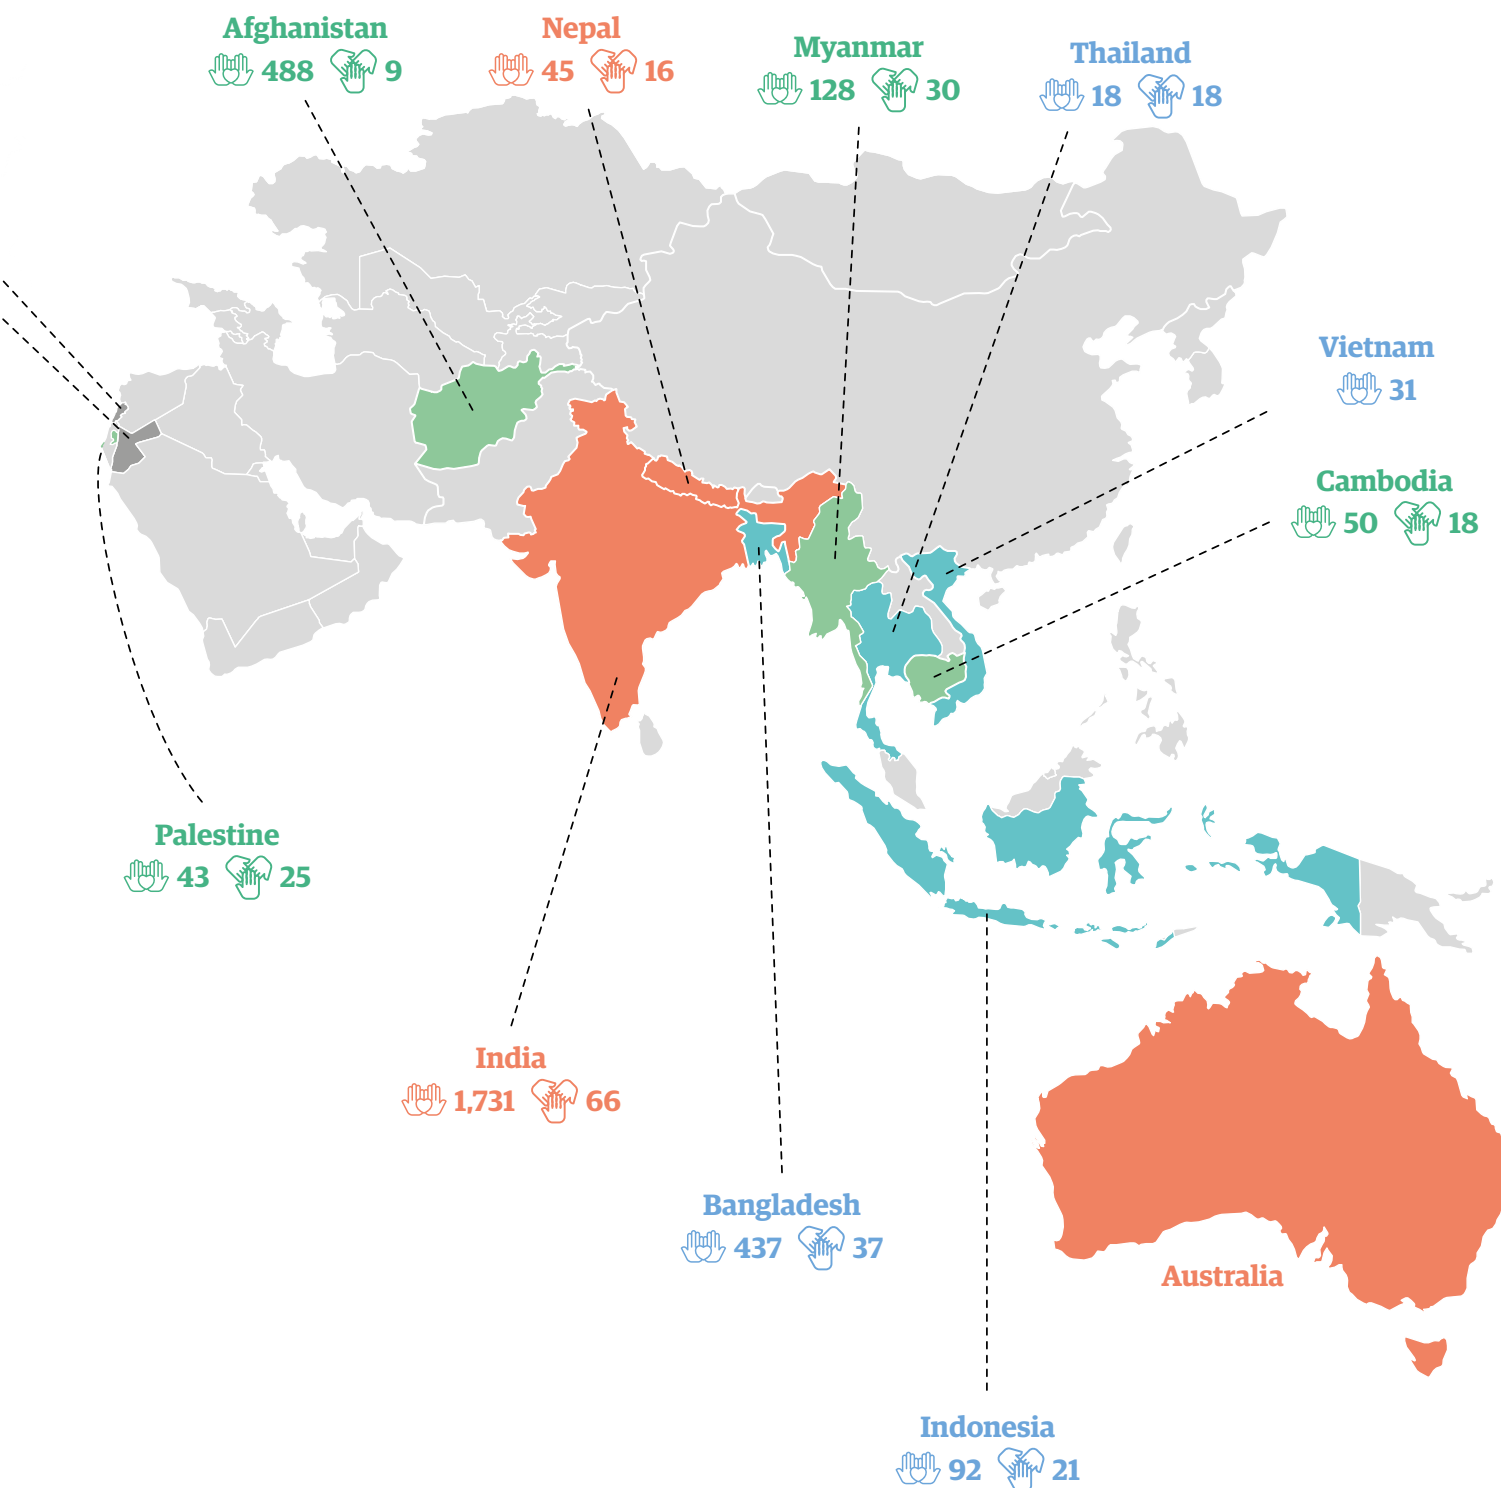 Afghanistan
488 9
Nepal
45 16
Myanmar
128 30
Thailand
18 18
Vietnam
31
Cambodia
50 18
Palestine
43 25
India
1,731 66
Bangladesh
437 37
Australia
Indonesia
92 21